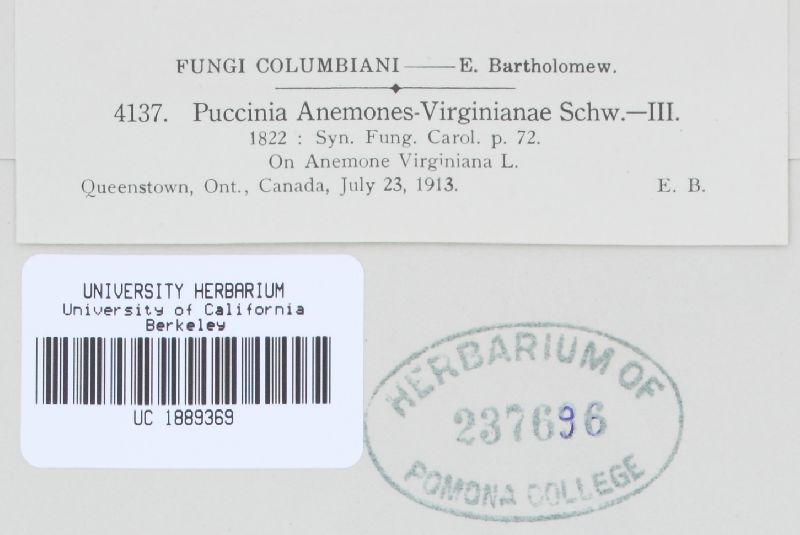 FUNGI COLUMBIANI——E. Bartholomew.
4137. Puccinia Anemones-Virginianae Schw.—III.
1822 : Syn. Fung. Carol. p. 72.
On Anemone Virginiana L.
Queenstown, Ont., Canada, July 23, 1913. E. B.
UNIVERSITY HERBARIUM
University of California
Berkeley
UC 1889369
HERBARIUM OF
237696
POMONA COLLEGE